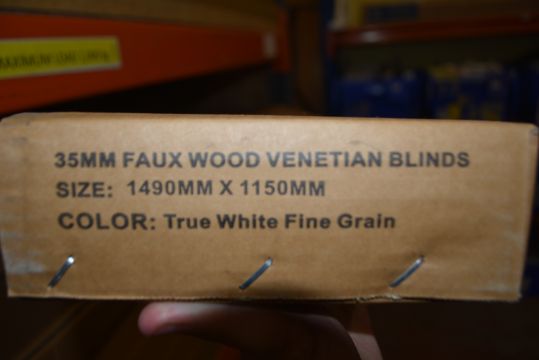 35MM FAUX WOOD VENETIAN BLINDS
SIZE: 1490MM X 1150MM
COLOR: True White Fine Grain